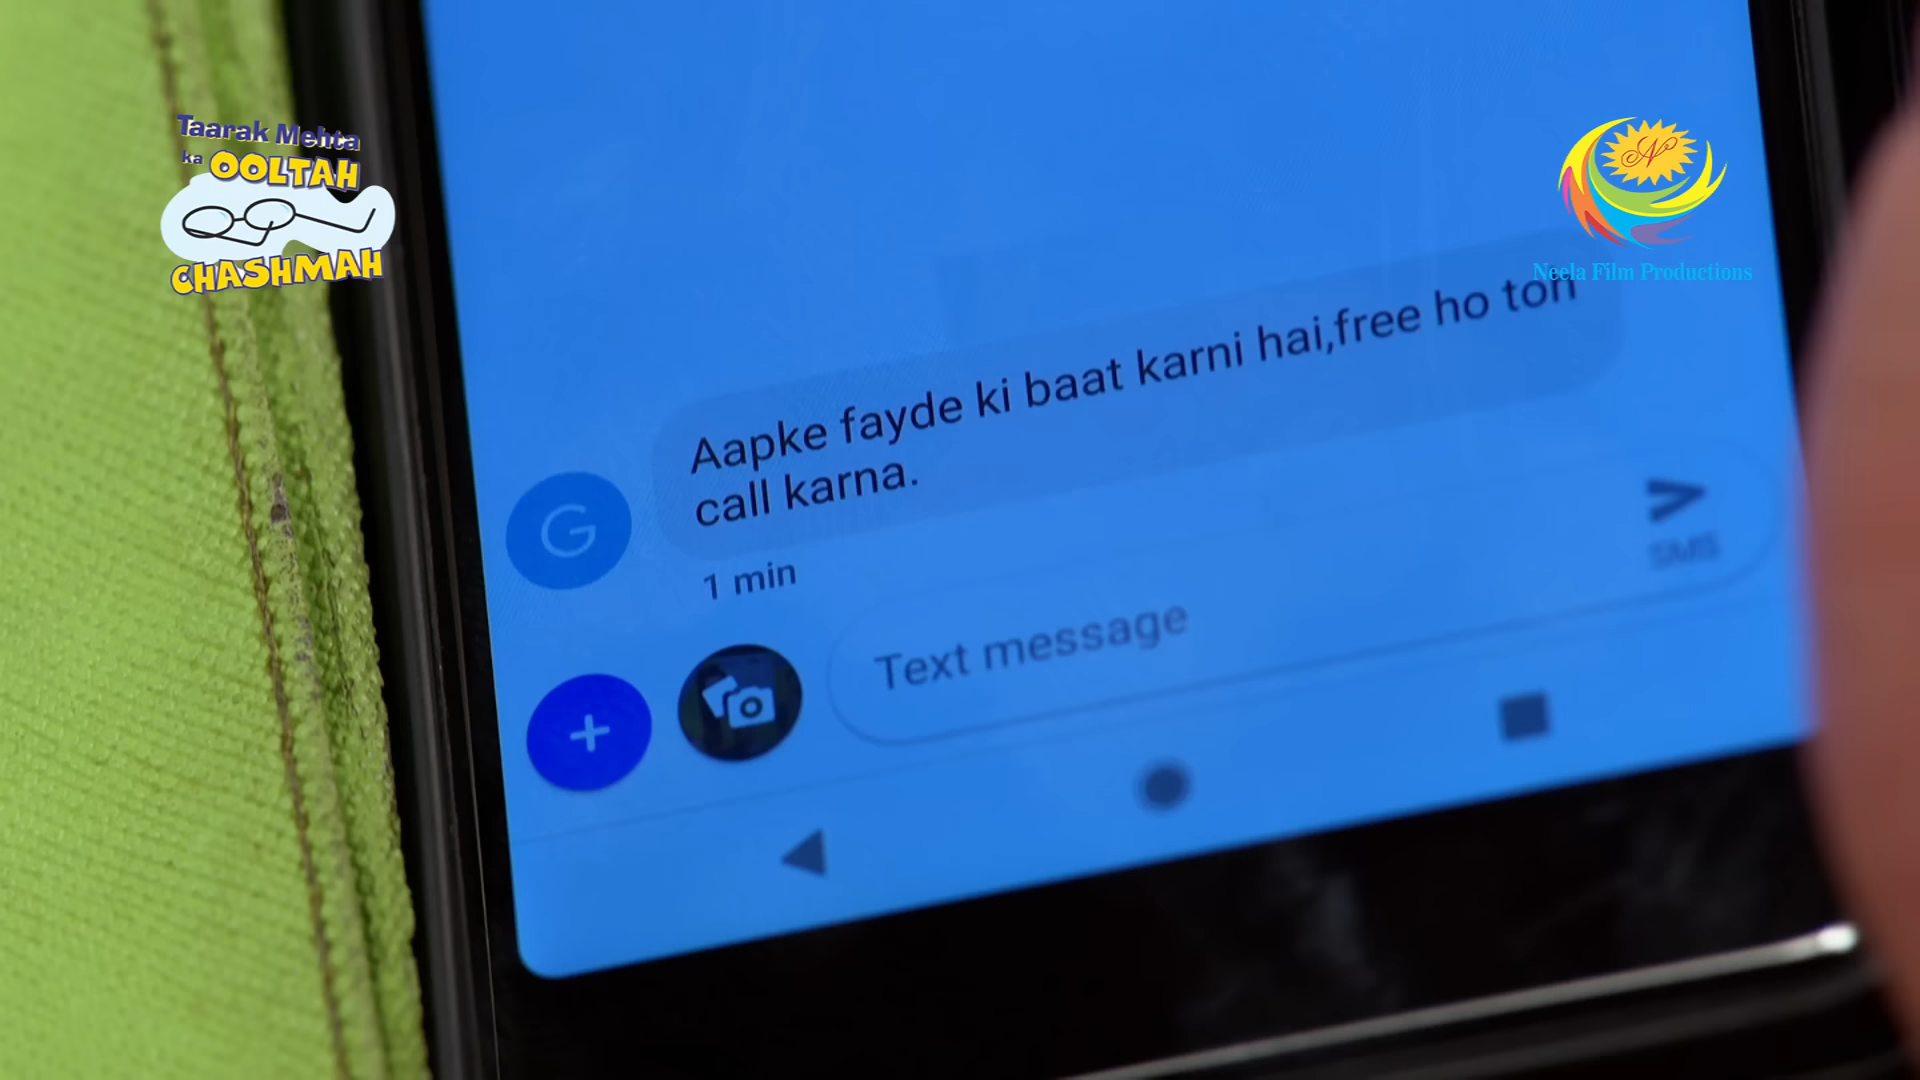 Taarak Mehta
ka OOLTAH
CHASHMAH
N
Neela Film Productions
Aapke fayde ki baat karni hai,free ho toh
call karna.
G
1 min
Text message
SMS